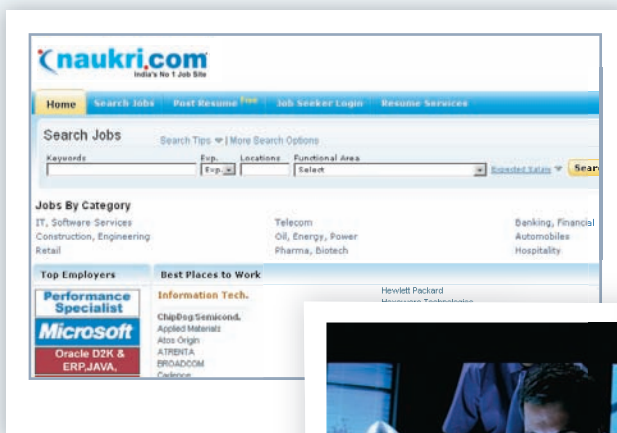 naukri.com
India's No 1 Job Site
Home Search Jobs Post Resume Free Job Seeker Login Resume Services
Search Jobs Search Tips | More Search Options
Keywords Exp. Locations Functional Area
Exp. Select Expected Salary Sear
Jobs By Category
IT, Software Services Telecom Banking, Financial
Construction, Engineering Oil, Energy, Power Automobiles
Retail Pharma, Biotech Hospitality
Top Employers Best Places to Work
Performance Specialist
Microsoft
Oracle D2K &
ERP,JAVA,
Information Tech.
ChipDsg/Semicond.
Applied Materials
Atos Origin
ATRENTA
BROADCOM
Cadence
Hewlett Packard